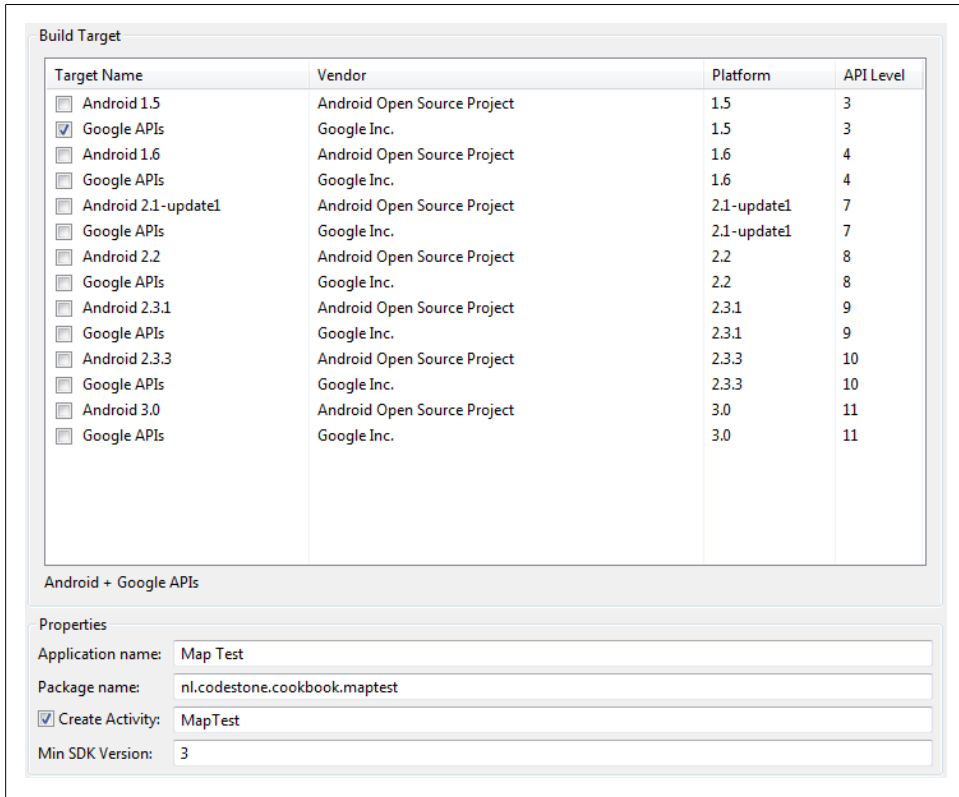 Build Target
Target Name Vendor Platform API Level
Android 1.5 Android Open Source Project 1.5 3
Google APIs Google Inc. 1.5 3
Android 1.6 Android Open Source Project 1.6 4
Google APIs Google Inc. 1.6 4
Android 2.1-update1 Android Open Source Project 2.1-update1 7
Google APIs Google Inc. 2.1-update1 7
Android 2.2 Android Open Source Project 2.2 8
Google APIs Google Inc. 2.2 8
Android 2.3.1 Android Open Source Project 2.3.1 9
Google APIs Google Inc. 2.3.1 9
Android 2.3.3 Android Open Source Project 2.3.3 10
Google APIs Google Inc. 2.3.3 10
Android 3.0 Android Open Source Project 3.0 11
Google APIs Google Inc. 3.0 11
Android + Google APIs
Properties
Application name: Map Test
Package name: nl.codestone.cookbook.maptest
Create Activity: MapTest
Min SDK Version: 3